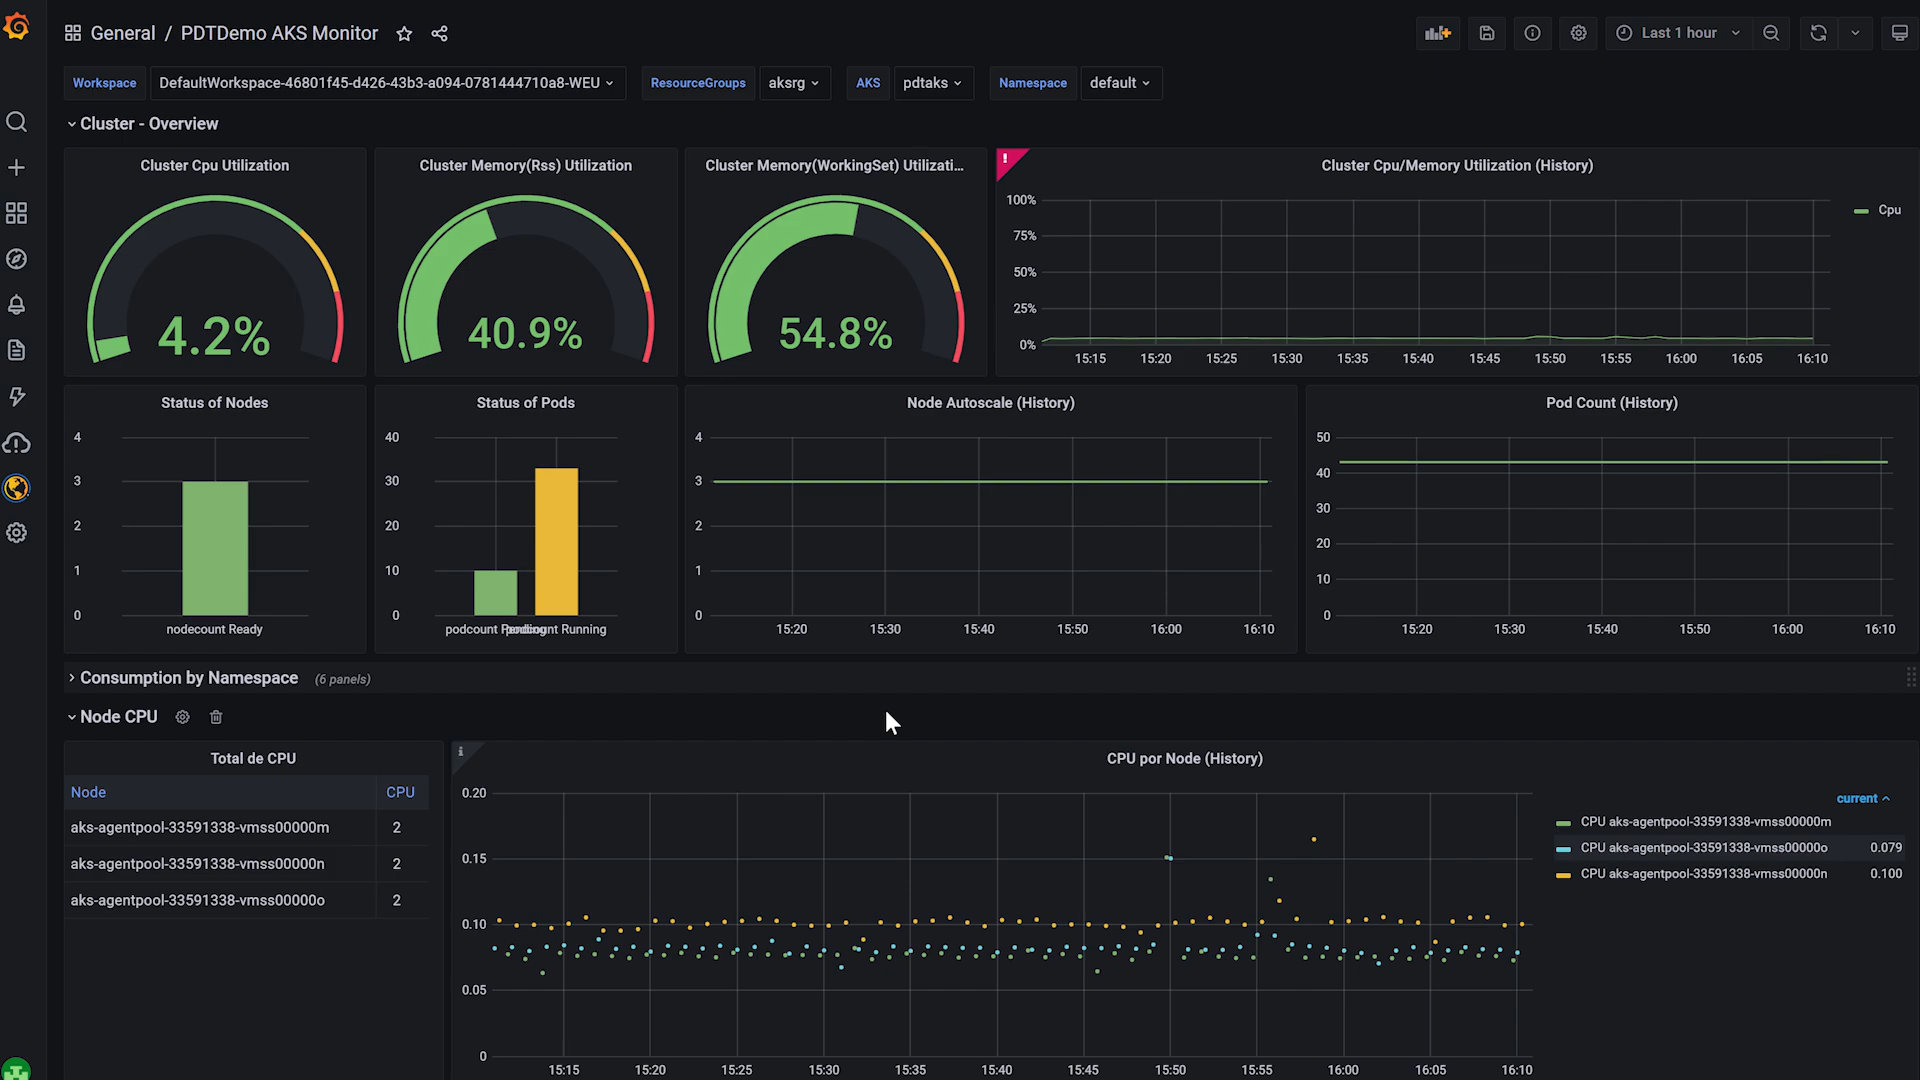 General / PDTDemo AKS Monitor
Last 1 hour
Workspace DefaultWorkspace-46801f45-d426-43b3-a094-0781444710a8-WEU ResourceGroups aksrg AKS pdtaks Namespace default
Cluster - Overview
Cluster Cpu Utilization
4.2%
Cluster Memory(Rss) Utilization
40.9%
Cluster Memory(WorkingSet) Utilizati...
54.8%
!
Cluster Cpu/Memory Utilization (History)
100%
75%
50%
25%
0%
15:15 15:20 15:25 15:30 15:35 15:40 15:45 15:50 15:55 16:00 16:05 16:10
Cpu
Status of Nodes
4
3
2
1
0
nodecount Ready
Status of Pods
40
30
20
10
0
podcount Pending
podcount Running
Node Autoscale (History)
4
3
2
1
0
15:20 15:30 15:40 15:50 16:00 16:10
Pod Count (History)
50
40
30
20
10
0
15:20 15:30 15:40 15:50 16:00 16:10
Consumption by Namespace (6 panels)
Node CPU
Total de CPU
Node CPU
aks-agentpool-33591338-vmss00000m 2
aks-agentpool-33591338-vmss00000n 2
aks-agentpool-33591338-vmss00000o 2
i
CPU por Node (History)
0.20
0.15
0.10
0.05
0
15:15 15:20 15:25 15:30 15:35 15:40 15:45 15:50 15:55 16:00 16:05 16:10
current
CPU aks-agentpool-33591338-vmss00000m
CPU aks-agentpool-33591338-vmss00000o 0.079
CPU aks-agentpool-33591338-vmss00000n 0.100